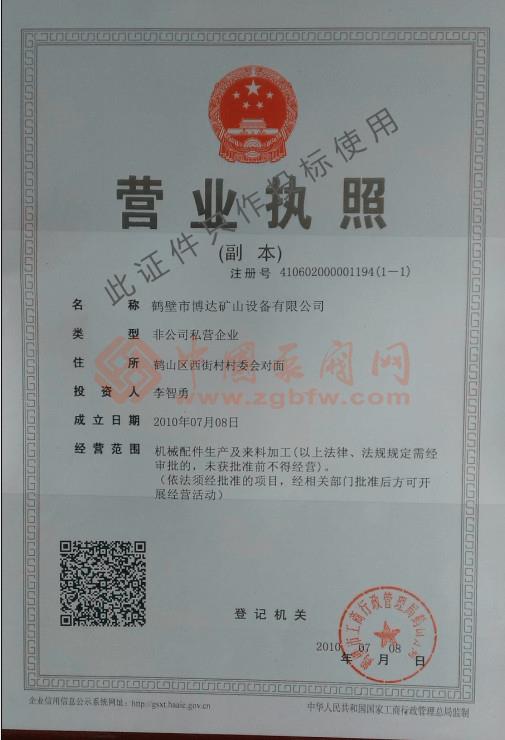 营业执照
(副 本)
注册号 410602000001194(1—1)
名称 鹤壁市博达矿山设备有限公司
类型 非公司私营企业
住所 鹤山区西街村村委会对面
投资人 李智勇
成立日期 2010年07月08日
经营范围 机械配件生产及来料加工(以上法律、法规规定需经
审批的，未获批准前不得经营)。
(依法须经批准的项目，经相关部门批准后方可开
展经营活动)
此证件只作投标使用
中国泵阀网
www.zgbfw.com
登记机关
2010 07 08
年 月 日
企业信用信息公示系统网址：http://gsxt.haaic.gov.cn
中华人民共和国国家工商行政管理总局监制